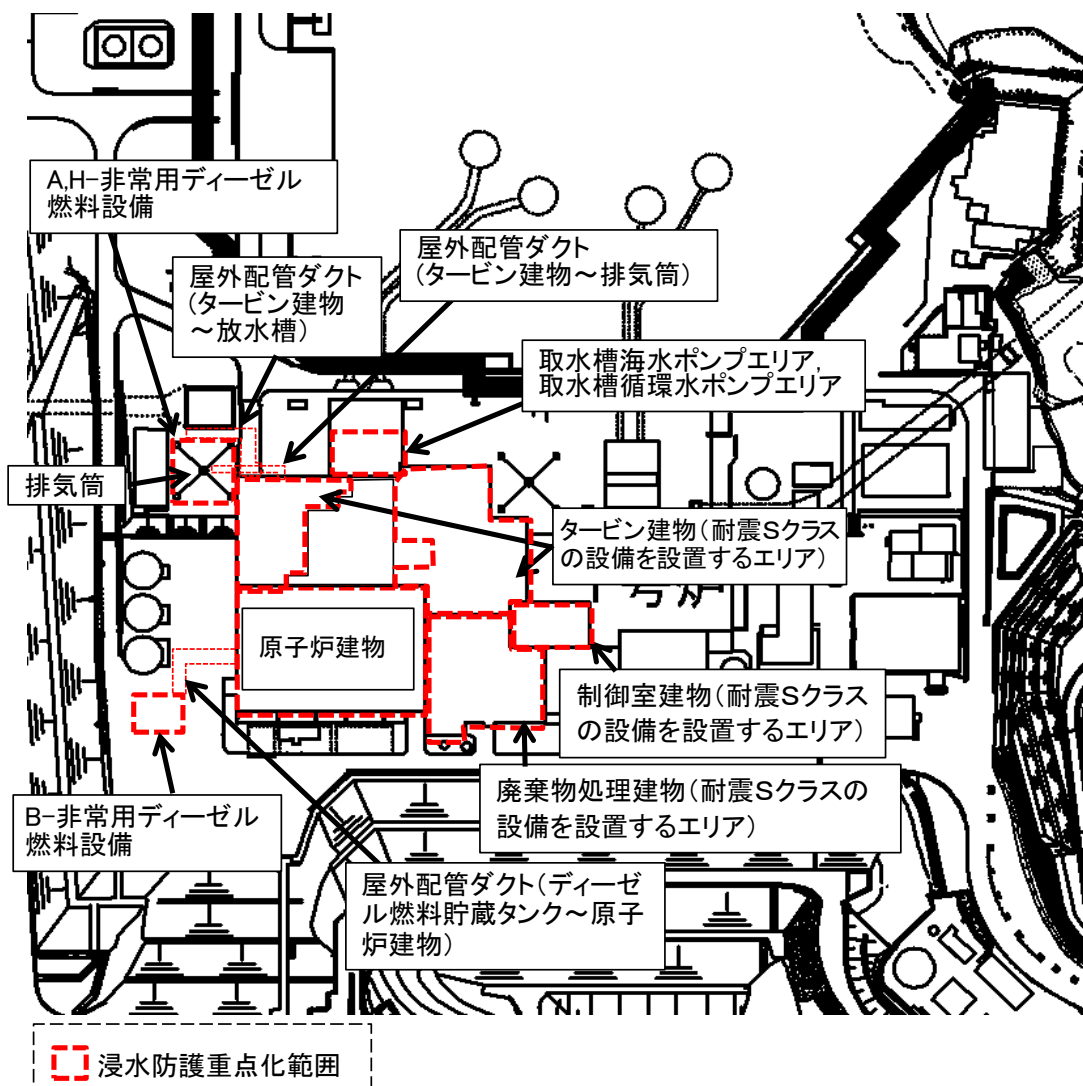 A,H-非常用ディーゼル
燃料設備
屋外配管ダクト
(タービン建物
～放水槽)
屋外配管ダクト
(タービン建物～排気筒)
取水槽海水ポンプエリア,
取水槽循環水ポンプエリア
排気筒
タービン建物(耐震Sクラス
の設備を設置するエリア)
号炉
原子炉建物
制御室建物(耐震Sクラス
の設備を設置するエリア)
廃棄物処理建物(耐震Sクラスの
設備を設置するエリア)
B-非常用ディーゼル
燃料設備
屋外配管ダクト(ディーゼ
ル燃料貯蔵タンク～原子
炉建物)
浸水防護重点化範囲